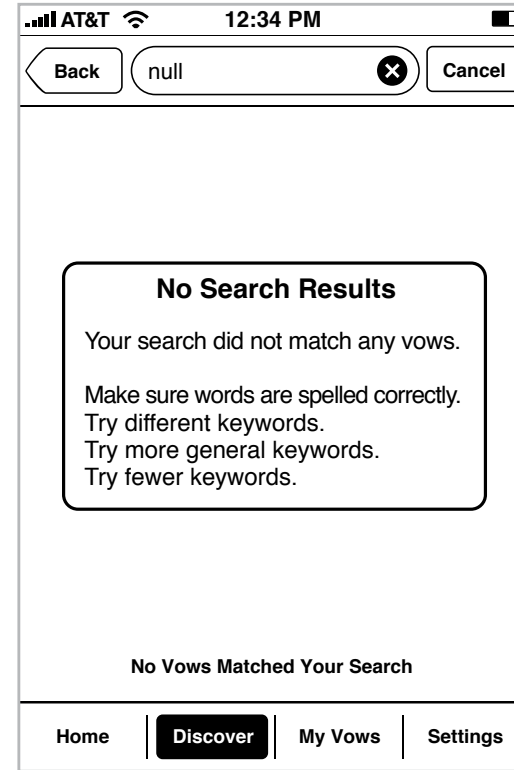 AT&T 12:34 PM
Back null Cancel
No Search Results
Your search did not match any vows.
Make sure words are spelled correctly.
Try different keywords.
Try more general keywords.
Try fewer keywords.
No Vows Matched Your Search
Home Discover My Vows Settings